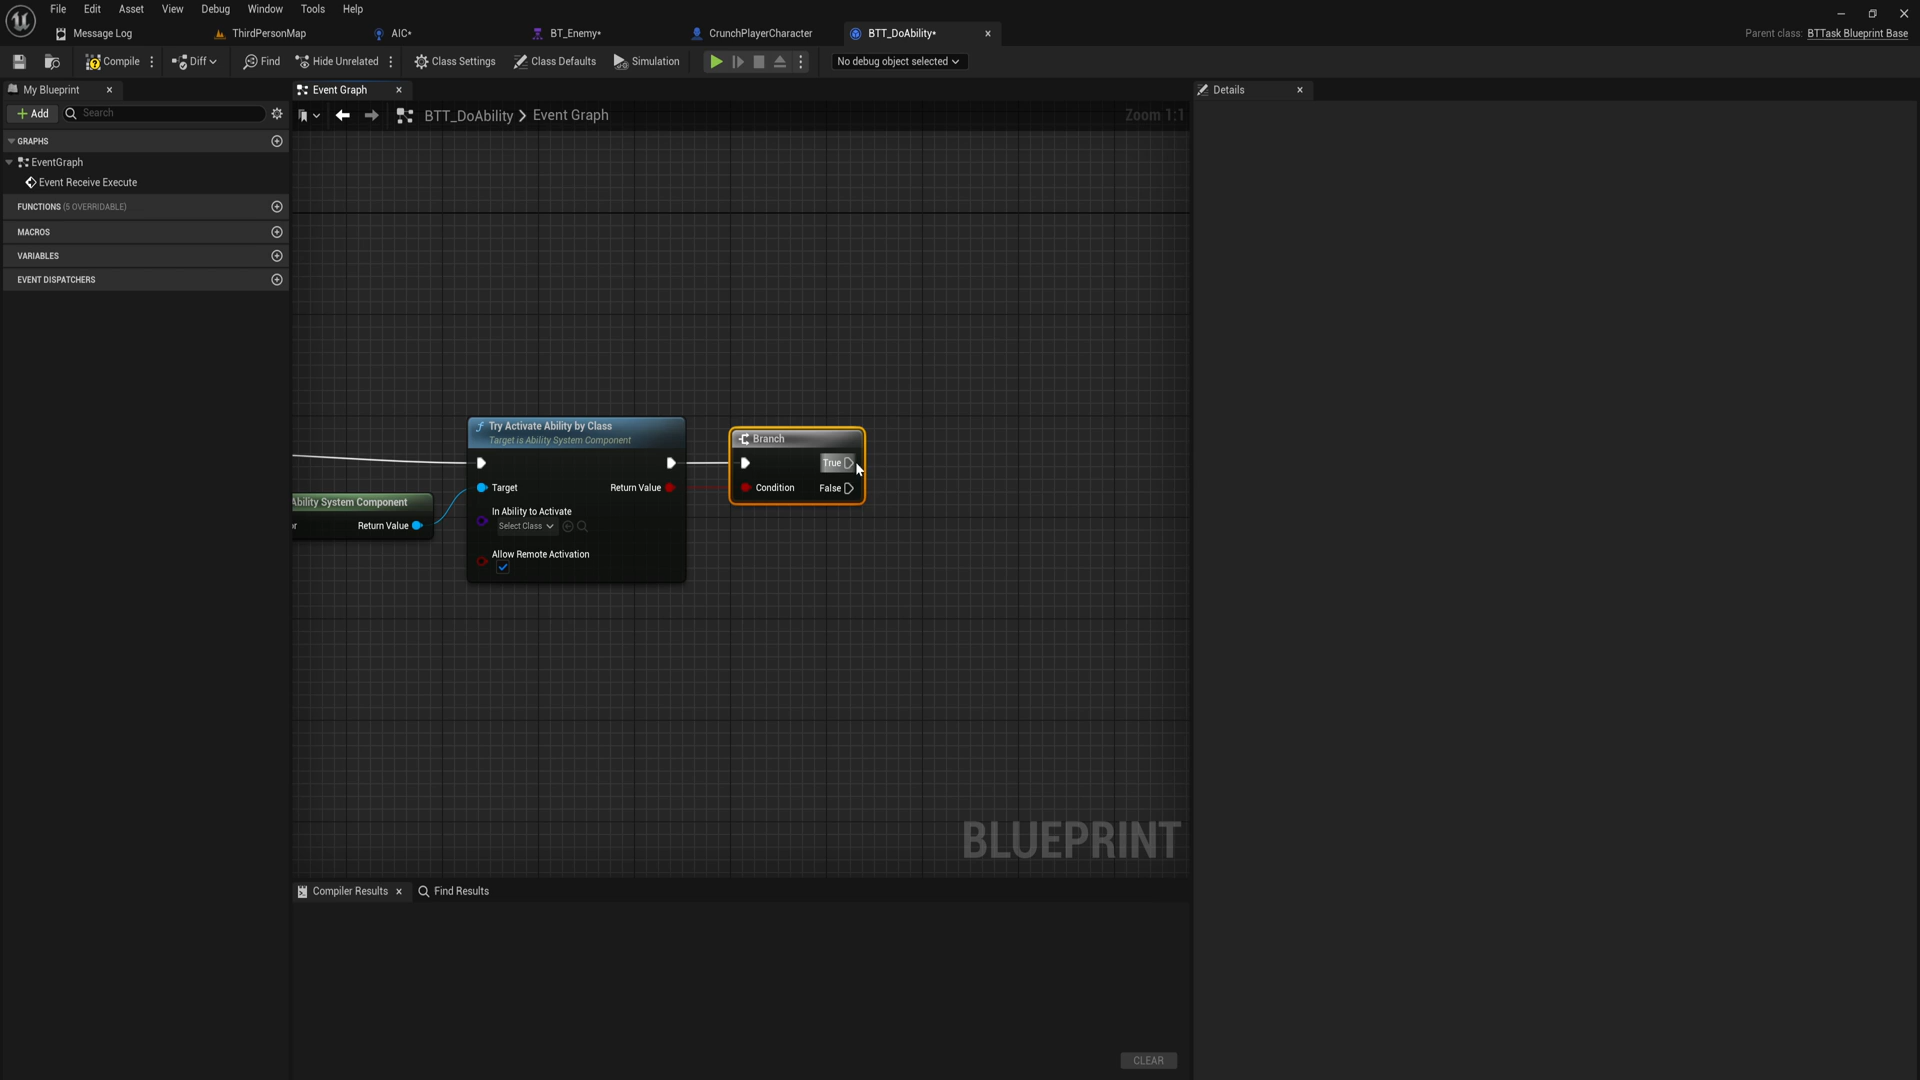 File Edit Asset View Debug Window Tools Help
Message Log ThirdPersonMap AIC* BT_Enemy* CrunchPlayerCharacter BTT_DoAbility* Parent class: BTTask Blueprint Base
Compile Diff Find Hide Unrelated Class Settings Class Defaults Simulation No debug object selected
My Blueprint Event Graph Details
Add Search
BTT_DoAbility > Event Graph Zoom 1:1
GRAPHS
EventGraph
Event Receive Execute
FUNCTIONS (5 OVERRIDABLE)
MACROS
VARIABLES
EVENT DISPATCHERS
Try Activate Ability by Class
Target is Ability System Component
Target Return Value
In Ability to Activate
Select Class
Allow Remote Activation
Branch
True
Condition False
Ability System Component
or Return Value
BLUEPRINT
Compiler Results Find Results
CLEAR